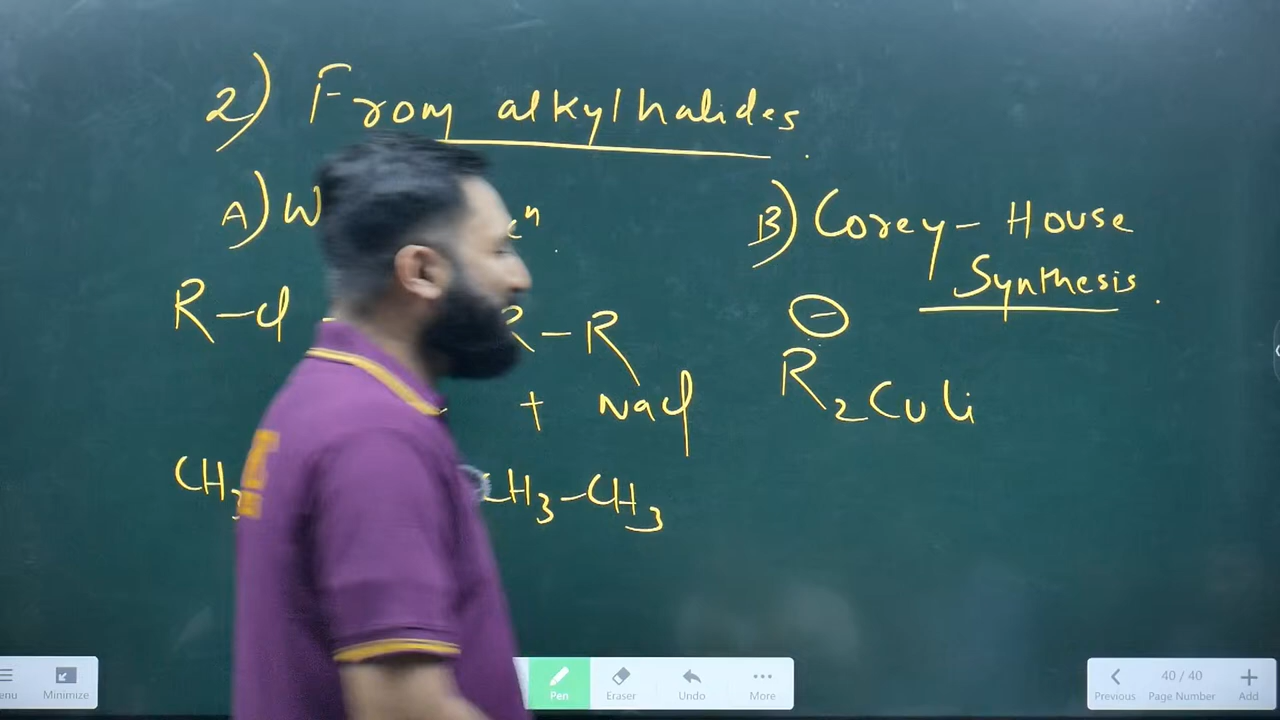 2) From alkylhalides.
A) W
B) Corey-House
Synthesis.
R-Cl
R-R
+ NaCl
⊖
R2CuLi
CH3
CH3-CH3
Minimize
Pen
Eraser
Undo
More
Previous
40/40
Page Number
Add